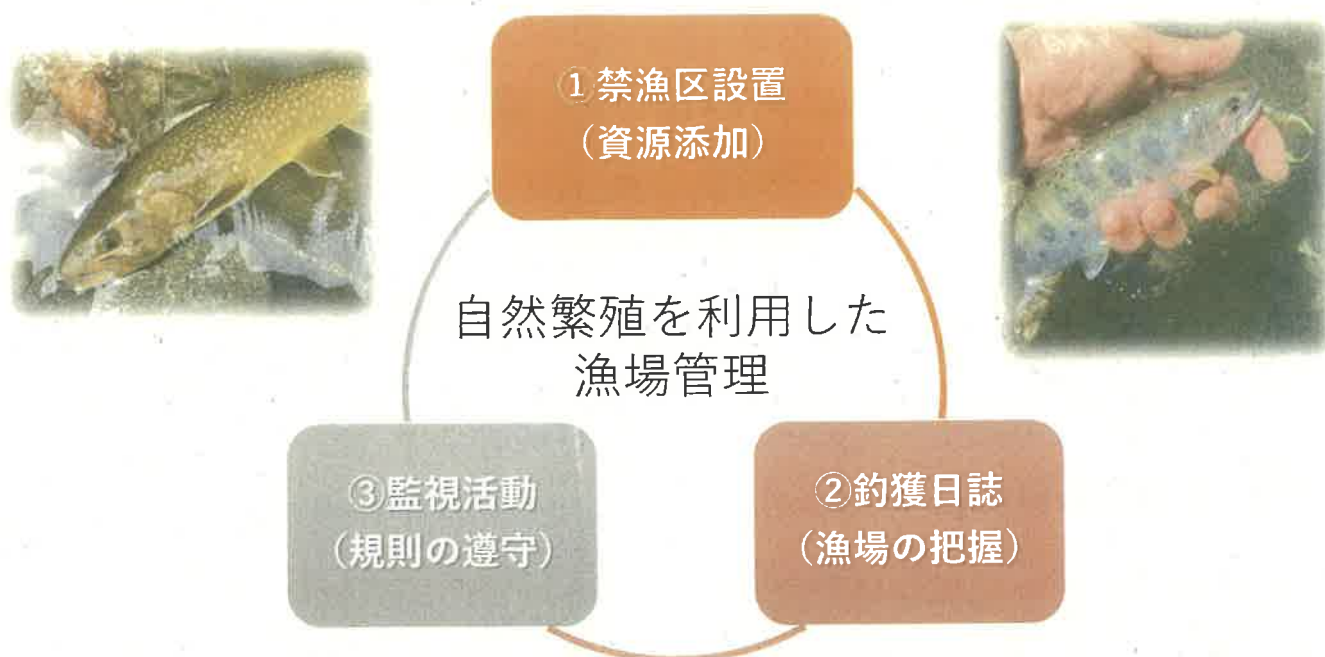 ①禁漁区設置
(資源添加)
自然繁殖を利用した
漁場管理
③監視活動
(規則の遵守)
②釣獲日誌
(漁場の把握)